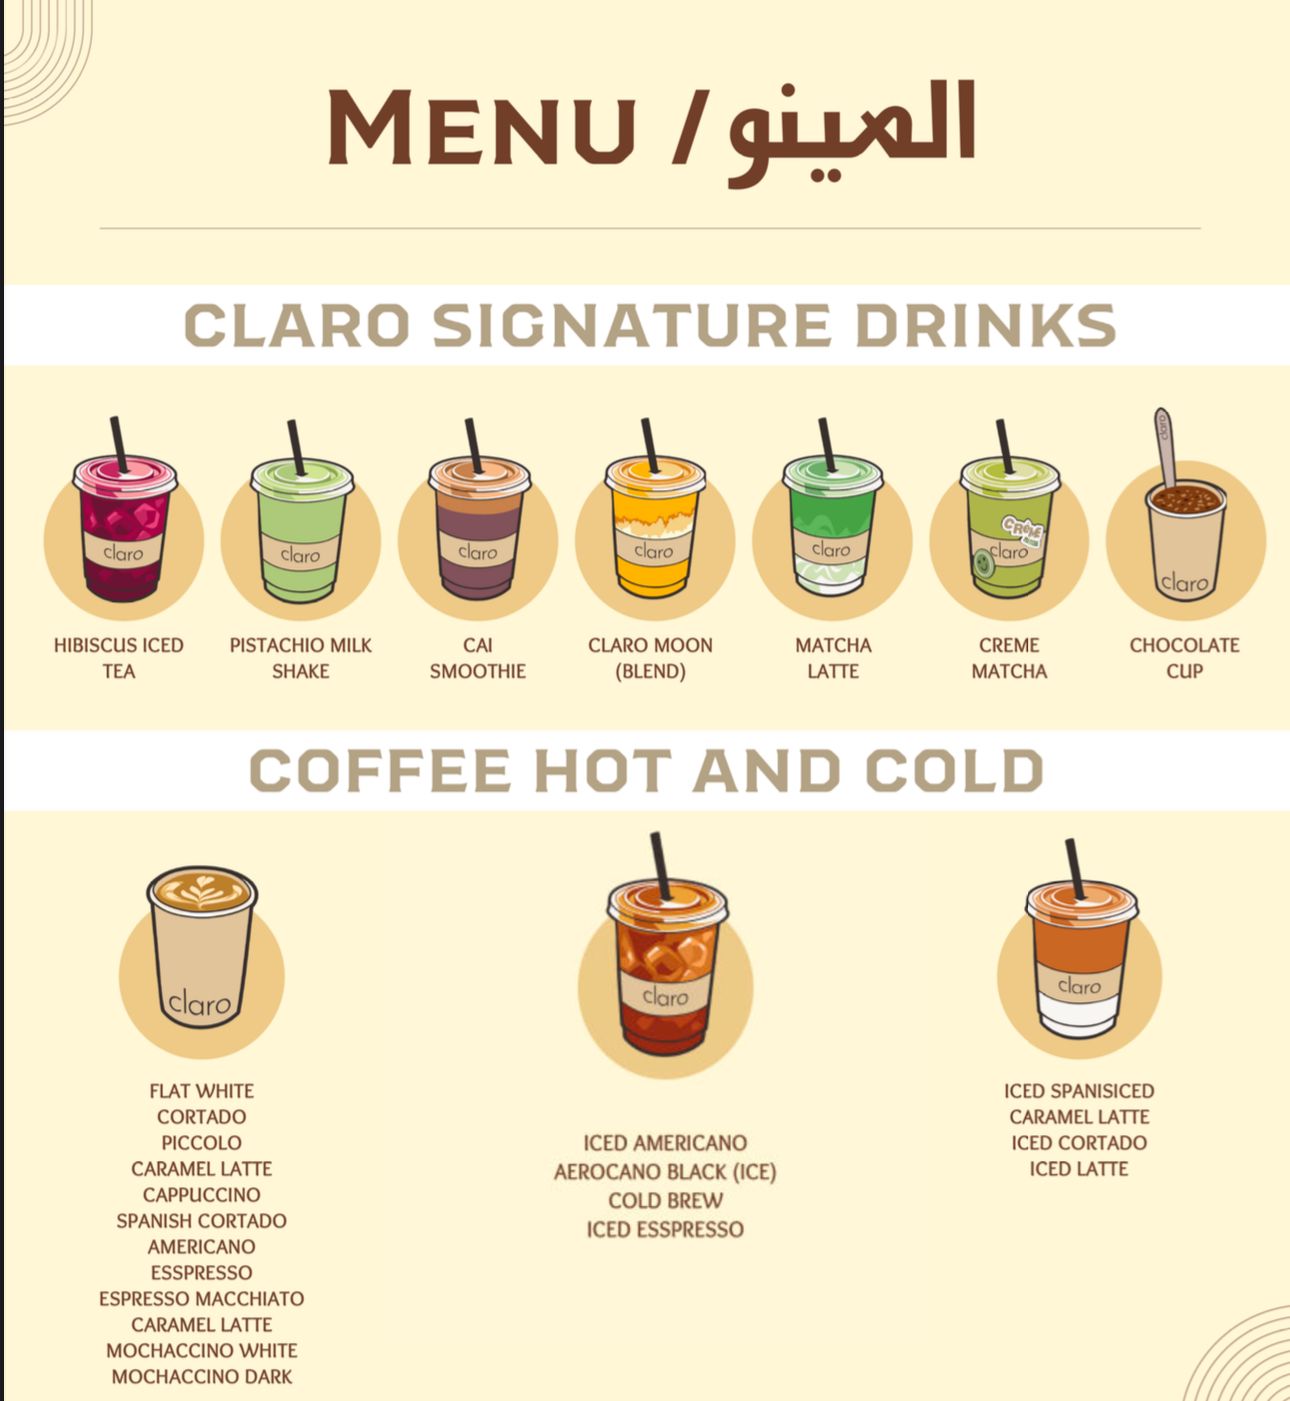 MENU / المينو
CLARO SIGNATURE DRINKS
claro
claro
claro
claro
claro
CRÈME
claro
claro
claro
HIBISCUS ICED
TEA
PISTACHIO MILK
SHAKE
CAI
SMOOTHIE
CLARO MOON
(BLEND)
MATCHA
LATTE
CREME
MATCHA
CHOCOLATE
CUP
COFFEE HOT AND COLD
claro
claro
claro
FLAT WHITE
CORTADO
PICCOLO
CARAMEL LATTE
CAPPUCCINO
SPANISH CORTADO
AMERICANO
ESSPRESSO
ESPRESSO MACCHIATO
CARAMEL LATTE
MOCHACCINO WHITE
MOCHACCINO DARK
ICED AMERICANO
AEROCANO BLACK (ICE)
COLD BREW
ICED ESSPRESSO
ICED SPANISICED
CARAMEL LATTE
ICED CORTADO
ICED LATTE